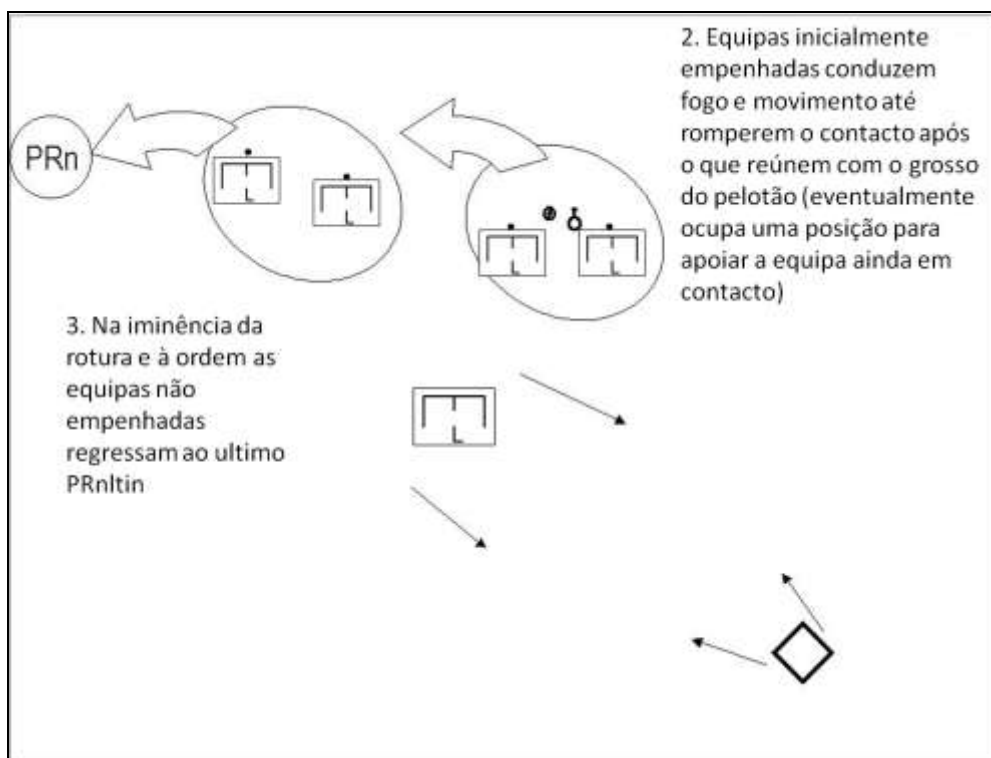 2. Equipas inicialmente
empenhadas conduzem
fogo e movimento até
romperem o contacto após
o que reúnem com o grosso
do pelotão (eventualmente
ocupa uma posição para
apoiar a equipa ainda em
contacto)
PRn
L
L
L
L
3. Na iminência da
rotura e à ordem as
equipas não
empenhadas
regressam ao ultimo
PRnltin
L